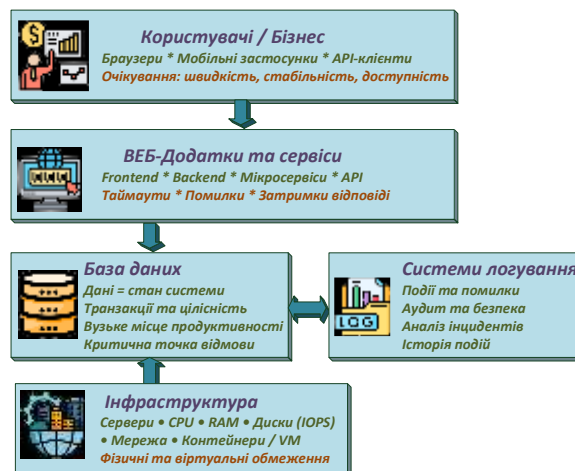 Користувачі / Бізнес
Браузери * Мобільні застосунки * API-клієнти
Очікування: швидкість, стабільність, доступність
ВЕБ-Додатки та сервіси
Frontend * Backend * Мікросервіси * API
Таймаути * Помилки * Затримки відповіді
База даних
Дані = стан системи
Транзакції та цілісність
Вузьке місце продуктивності
Критична точка відмови
Системи логування
Події та помилки
Аудит та безпека
Аналіз інцидентів
Історія подій
LOG
Інфраструктура
Сервери • CPU • RAM • Диски (IOPS)
• Мережа • Контейнери / VM
Фізичні та віртуальні обмеження